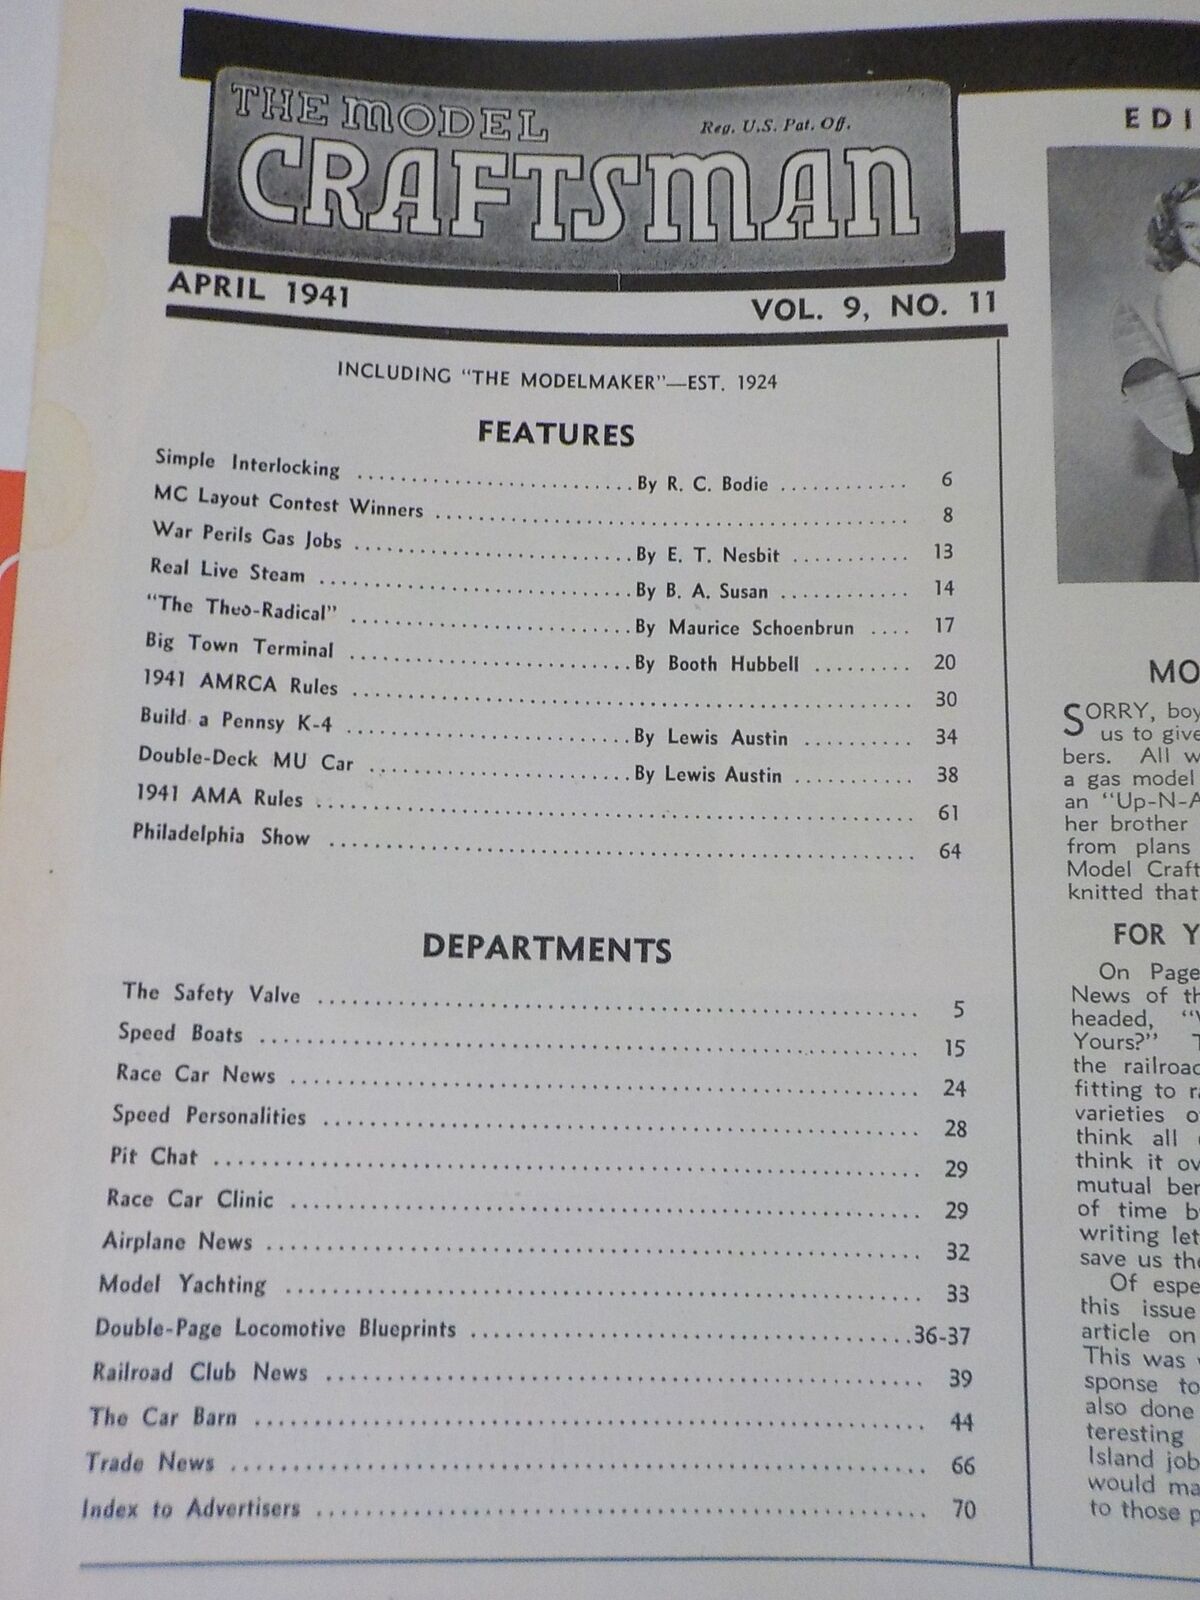 THE MODEL
CRAFTSMAN
Reg. U.S. Pat. Off.
APRIL 1941 VOL. 9, NO. 11
INCLUDING "THE MODELMAKER"—EST. 1924
FEATURES
Simple Interlocking ........................... By R. C. Bodie ............ 6
MC Layout Contest Winners ........................... 8
War Perils Gas Jobs ........................... By E. T. Nesbit ........... 13
Real Live Steam ........................... By B. A. Susan ............ 14
"The Theo-Radical" ........................... By Maurice Schoenbrun .... 17
Big Town Terminal ........................... By Booth Hubbell ......... 20
1941 AMRCA Rules ........................... 30
Build a Pennsy K-4 ........................... By Lewis Austin .......... 34
Double-Deck MU Car ........................... By Lewis Austin ........... 38
1941 AMA Rules ........................... 61
Philadelphia Show ........................... 64
DEPARTMENTS
The Safety Valve ........................... 5
Speed Boats ........................... 15
Race Car News ........................... 24
Speed Personalities ........................... 28
Pit Chat ........................... 29
Race Car Clinic ........................... 29
Airplane News ........................... 32
Model Yachting ........................... 33
Double-Page Locomotive Blueprints ........................... 36-37
Railroad Club News ........................... 39
The Car Barn ........................... 44
Trade News ........................... 66
Index to Advertisers ........................... 70
EDI
MO
SORRY, boy
us to give
bers. All w
a gas model
an "Up-N-A
her brother
from plans
Model Craft
knitted that
FOR Y
On Page
News of th
headed, "
Yours?" T
the railroad
fitting to r
varieties o
think all
think it ov
mutual ben
of time b
writing let
save us the
Of espe
this issue
article on
This was
sponse to
also done
teresting
Island job
would ma
to those p